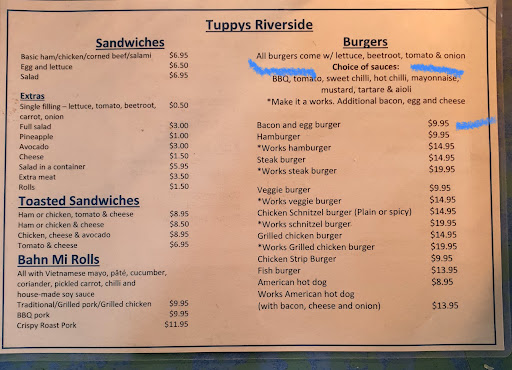 Tuppys Riverside
Sandwiches
Basic ham/chicken/corned beef/salami $6.95
Egg and lettuce $6.50
Salad $6.95
Extras
Single filling – lettuce, tomato, beetroot, $0.50
carrot, onion
Full salad $3.00
Pineapple $1.00
Avocado $3.00
Cheese $1.50
Salad in a container $5.95
Extra meat $3.50
Rolls $1.50
Toasted Sandwiches
Ham or chicken, tomato & cheese $8.95
Ham or chicken & cheese $8.50
Chicken, cheese & avocado $8.95
Tomato & cheese $6.95
Bahn Mi Rolls
All with Vietnamese mayo, pâté, cucumber,
coriander, pickled carrot, chilli and
house-made soy sauce
Traditional/Grilled pork/Grilled chicken $9.95
BBQ pork $9.95
Crispy Roast Pork $11.95
Burgers
All burgers come w/ lettuce, beetroot, tomato & onion
Choice of sauces:
BBQ, tomato, sweet chilli, hot chilli, mayonnaise,
mustard, tartare & aioli
*Make it a works. Additional bacon, egg and cheese
Bacon and egg burger $9.95
Hamburger $9.95
*Works hamburger $14.95
Steak burger $14.95
*Works steak burger $19.95
Veggie burger $9.95
*Works veggie burger $14.95
Chicken Schnitzel burger (Plain or spicy) $14.95
*Works schnitzel burger $19.95
Grilled chicken burger $14.95
*Works Grilled chicken burger $19.95
Chicken Strip Burger $9.95
Fish burger $13.95
American hot dog $8.95
Works American hot dog
(with bacon, cheese and onion) $13.95